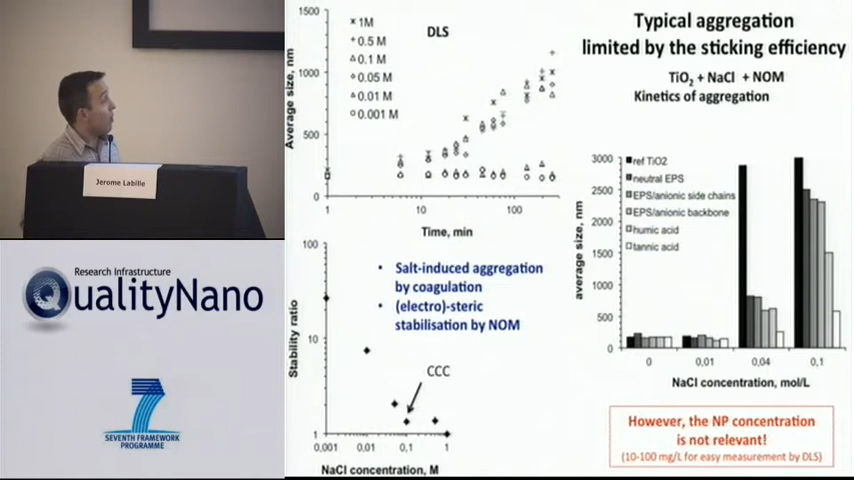 Jerome Labille
Research Infrastructure
QualityNano
7
SEVENTH FRAMEWORK
PROGRAMME
Typical aggregation
limited by the sticking efficiency
TiO2 + NaCl + NOM
Kinetics of aggregation
DLS
Average size, nm
1500
1000
500
0
1M
0.5 M
0.1 M
0.05 M
0.01 M
0.001 M
1
10
100
Time, min
Stability ratio
100
10
1
CCC
0,001
0,01
0,1
1
NaCl concentration, M
• Salt-induced aggregation
by coagulation
• (electro)-steric
stabilisation by NOM
average size, nm
3000
2500
2000
1500
1000
500
0
ref TiO2
neutral EPS
EPS/anionic side chains
EPS/anionic backbone
humic acid
tannic acid
0
0,01
0,04
0,1
NaCl concentration, mol/L
However, the NP concentration
is not relevant!
(10-100 mg/L for easy measurement by DLS)